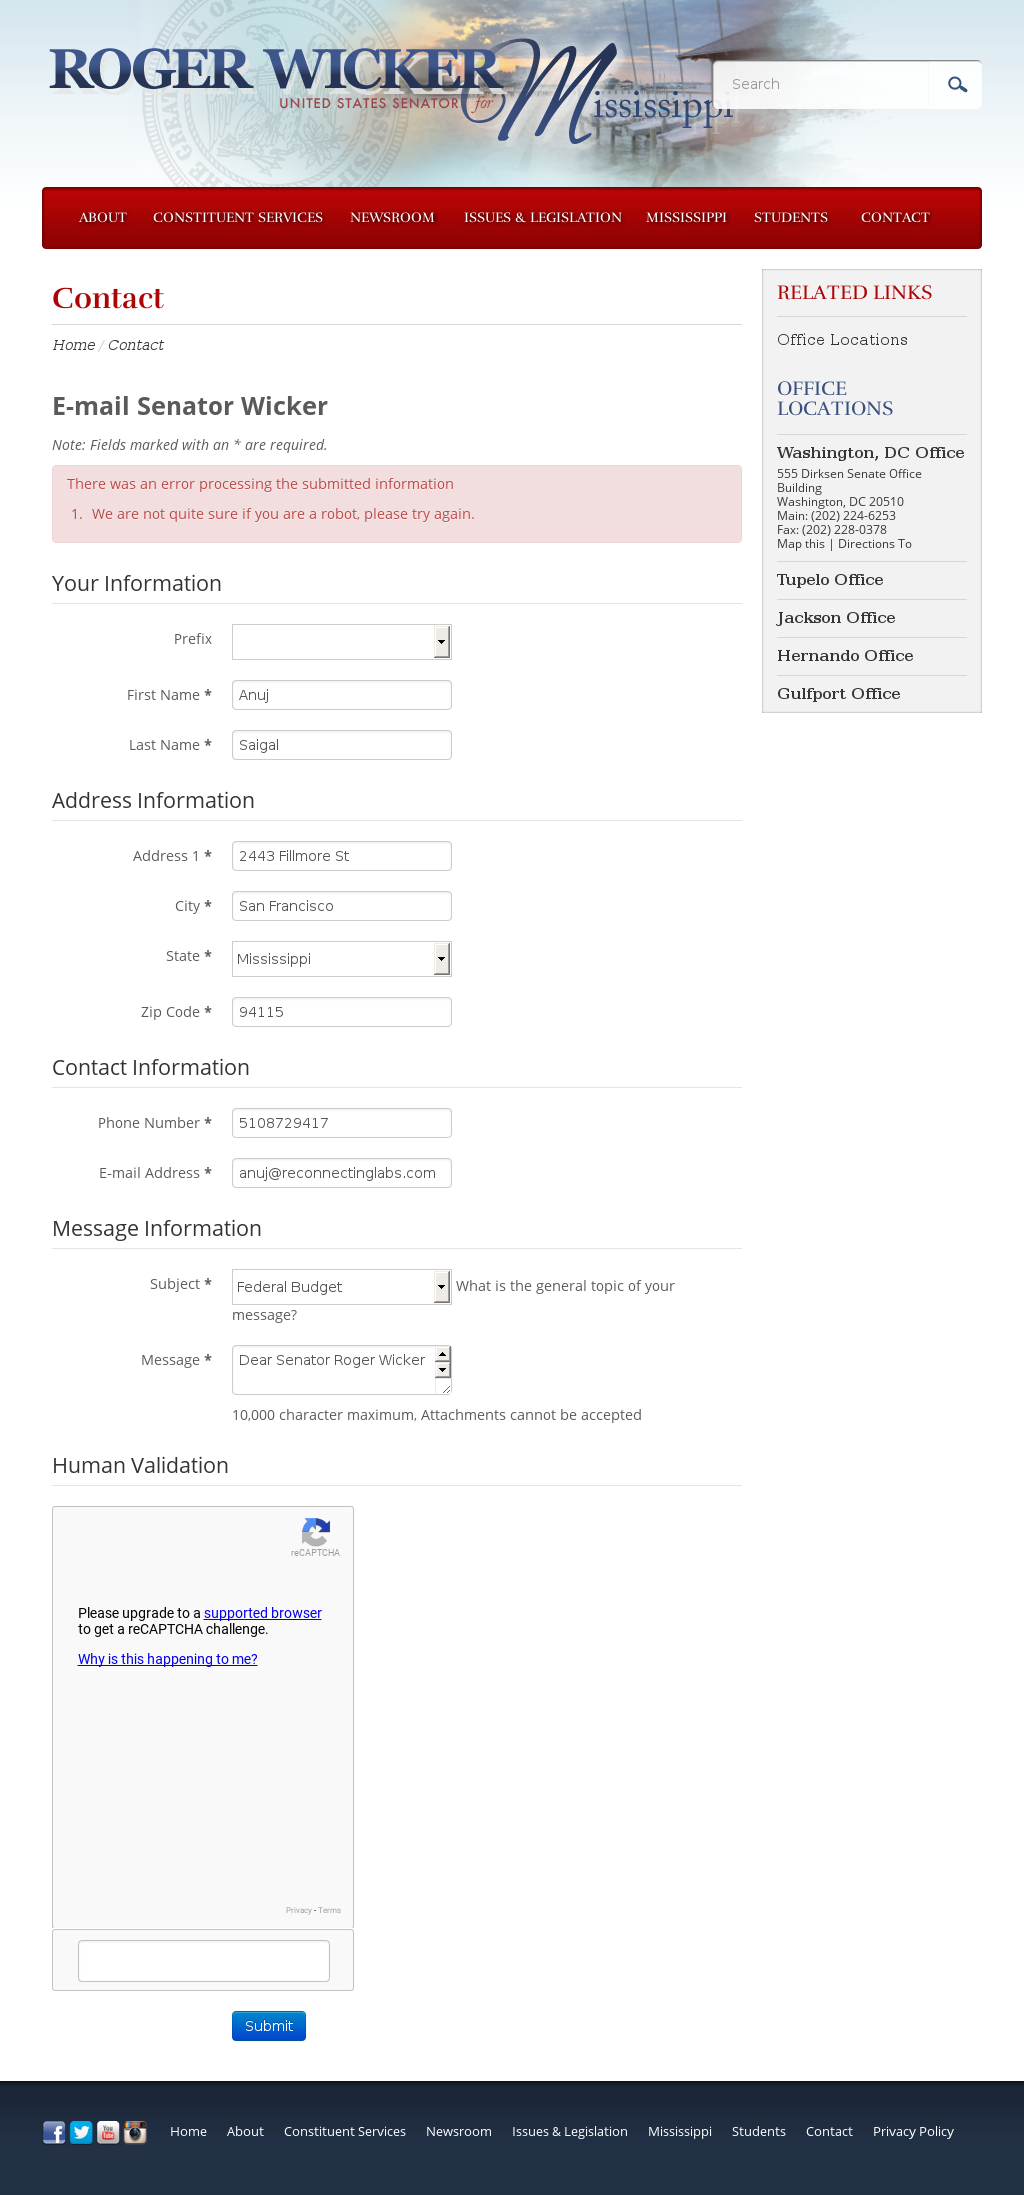 ROGER WICKER
UNITED STATES SENATOR for Mississippi
Search
ABOUT CONSTITUENT SERVICES NEWSROOM ISSUES & LEGISLATION MISSISSIPPI STUDENTS CONTACT
Contact
Home / Contact
E-mail Senator Wicker
Note: Fields marked with an * are required.
There was an error processing the submitted information
1. We are not quite sure if you are a robot, please try again.
Your Information
Prefix
First Name * Anuj
Last Name * Saigal
Address Information
Address 1 * 2443 Fillmore St
City * San Francisco
State * Mississippi
Zip Code * 94115
Contact Information
Phone Number * 5108729417
E-mail Address * anuj@reconnectinglabs.com
Message Information
Subject * Federal Budget What is the general topic of your
message?
Message * Dear Senator Roger Wicker
10,000 character maximum, Attachments cannot be accepted
Human Validation
reCAPTCHA
Please upgrade to a supported browser
to get a reCAPTCHA challenge.
Why is this happening to me?
Privacy - Terms
Submit
RELATED LINKS
Office Locations
OFFICE
LOCATIONS
Washington, DC Office
555 Dirksen Senate Office
Building
Washington, DC 20510
Main: (202) 224-6253
Fax: (202) 228-0378
Map this | Directions To
Tupelo Office
Jackson Office
Hernando Office
Gulfport Office
Home About Constituent Services Newsroom Issues & Legislation Mississippi Students Contact Privacy Policy